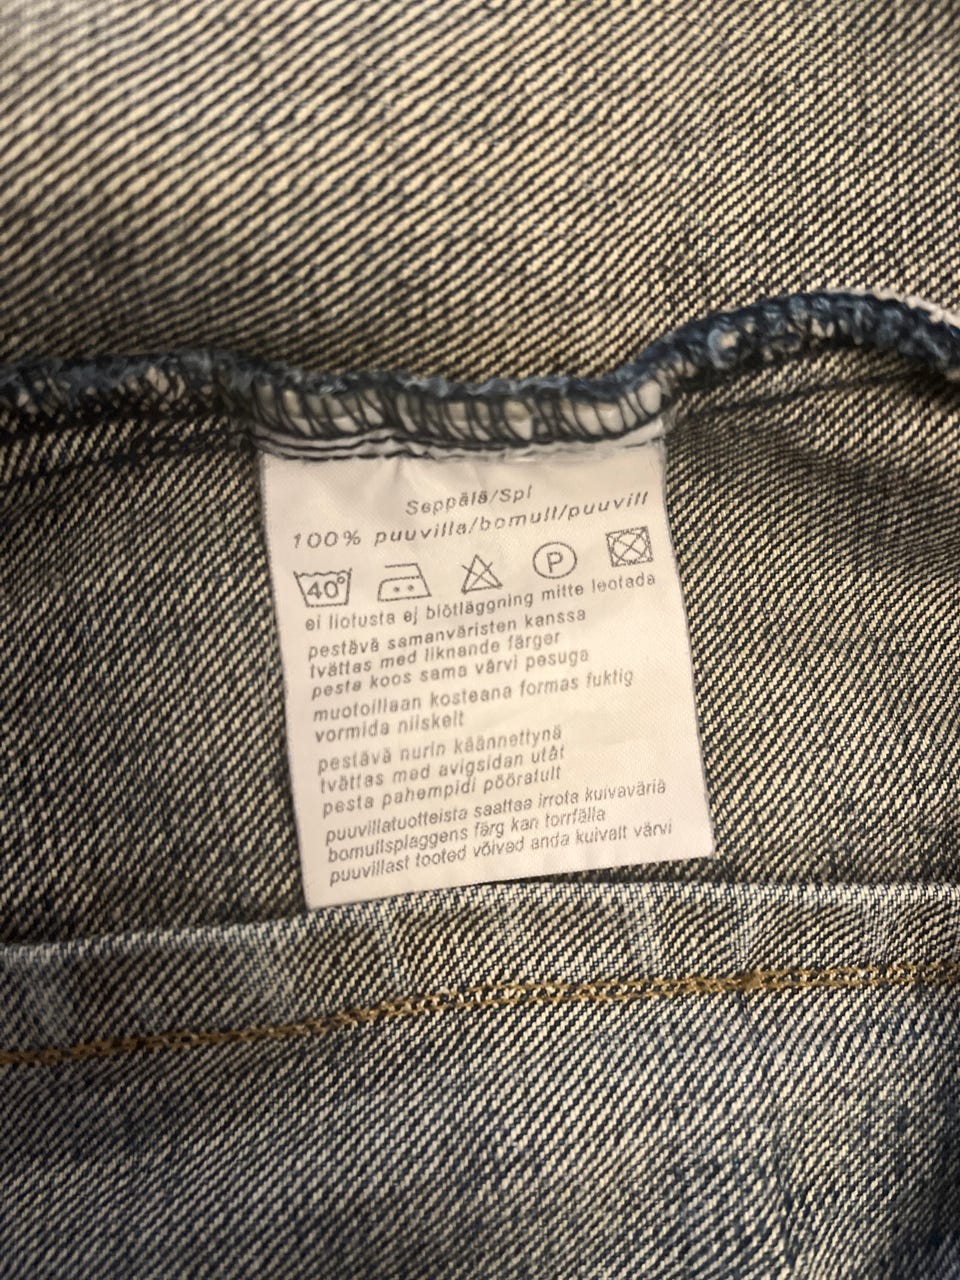 Seppälä/Spl
100% puuvilla/bomull/puuvill
40° P
ei liotusta ej blötläggning mitte leotada
pestävä samanväristen kanssa
tvättas med liknande färger
pesta koos sama värvi pesuga
muotoillaan kosteana formas fuktig
vormida niiskelt
pestävä nurin käännettynä
tvättas med avigsidan utåt
pesta pahempidi pööratult
puuvillatuotteista saattaa irrota kuivaväriä
bomullsplaggens färg kan torrfälla
puuvillast tooted võivad anda kuivalt värvi